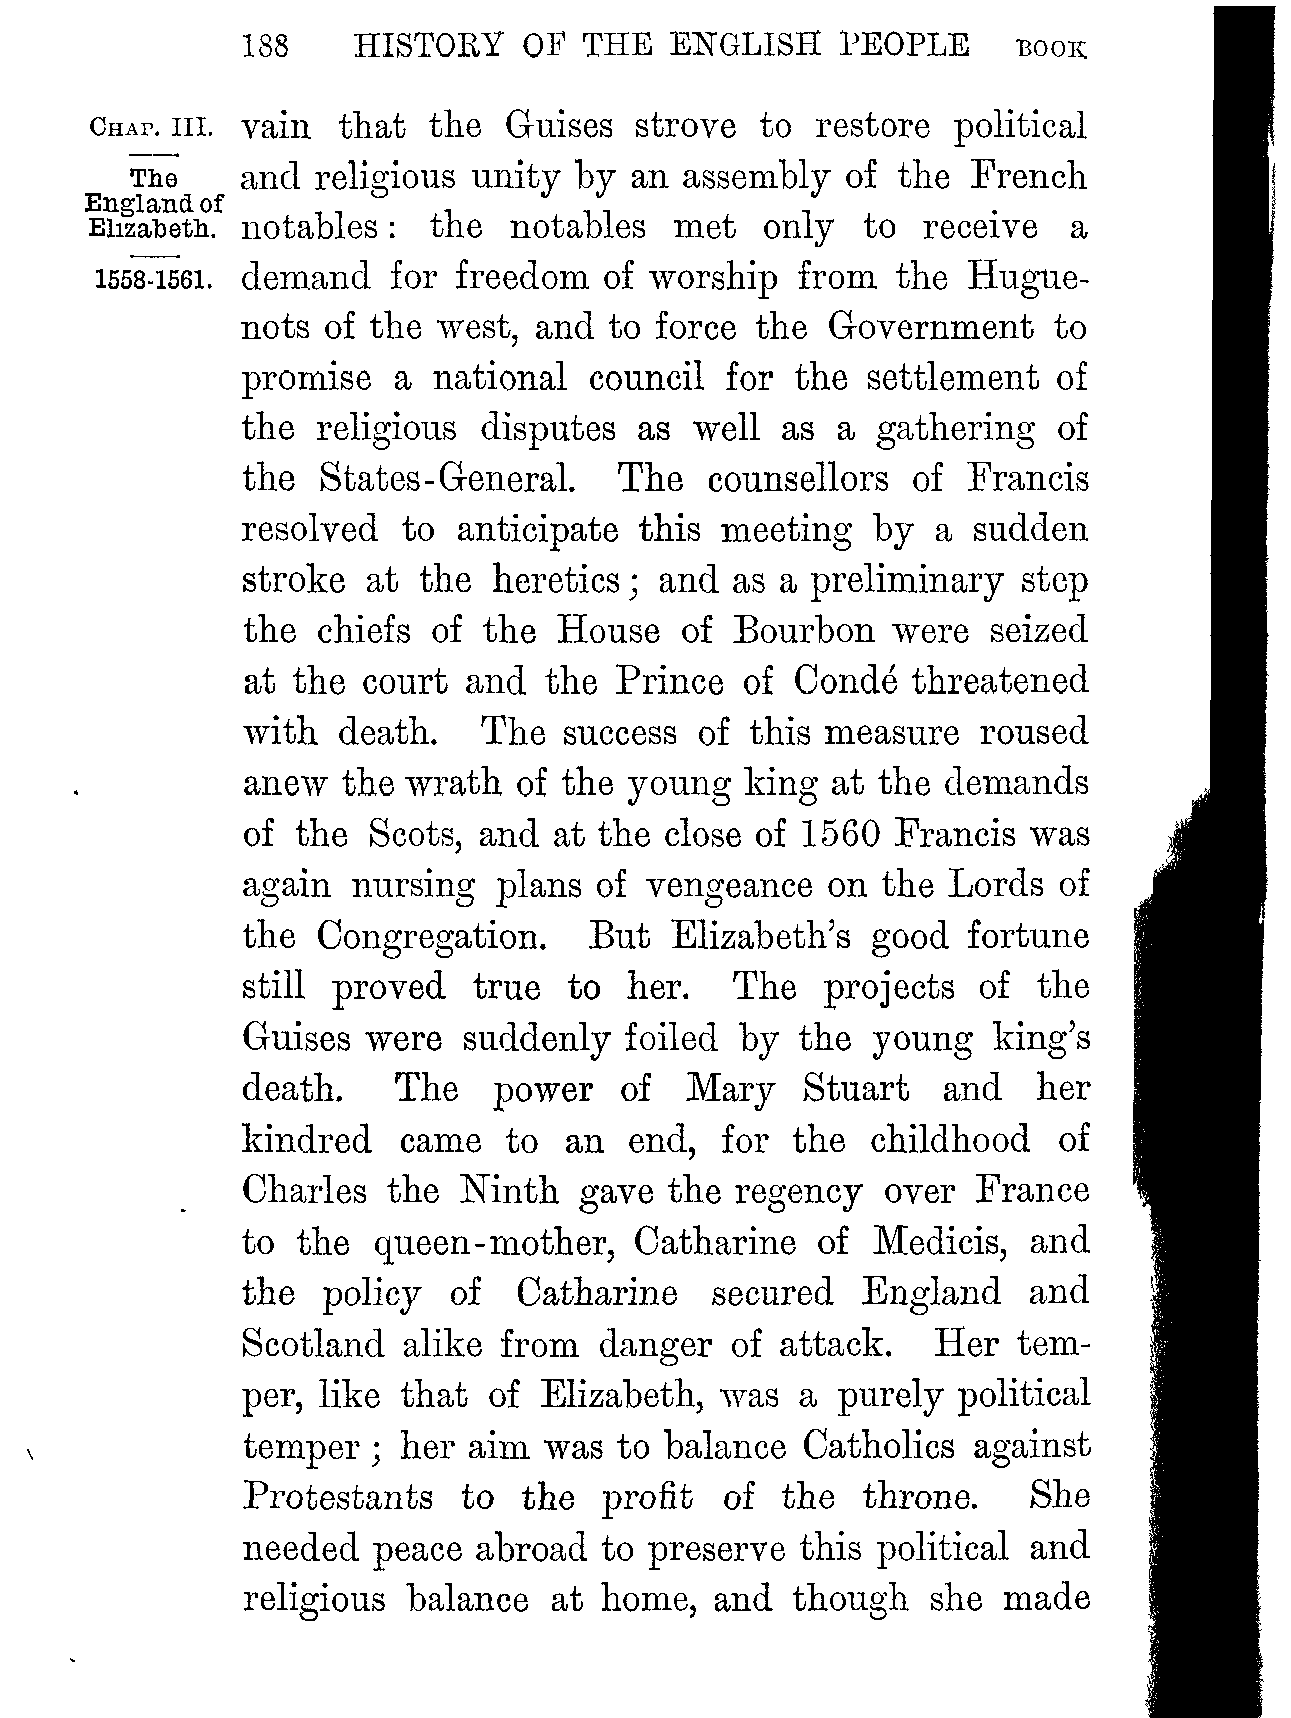 188 HISTORY OF THE ENGLISH PEOPLE BOOK
CHAP. III.
The
England of
Elizabeth.
1558-1561.
vain that the Guises strove to restore political
and religious unity by an assembly of the French
notables : the notables met only to receive a
demand for freedom of worship from the Hugue-
nots of the west, and to force the Government to
promise a national council for the settlement of
the religious disputes as well as a gathering of
the States-General. The counsellors of Francis
resolved to anticipate this meeting by a sudden
stroke at the heretics ; and as a preliminary step
the chiefs of the House of Bourbon were seized
at the court and the Prince of Condé threatened
with death. The success of this measure roused
anew the wrath of the young king at the demands
of the Scots, and at the close of 1560 Francis was
again nursing plans of vengeance on the Lords of
the Congregation. But Elizabeth's good fortune
still proved true to her. The projects of the
Guises were suddenly foiled by the young king's
death. The power of Mary Stuart and her
kindred came to an end, for the childhood of
Charles the Ninth gave the regency over France
to the queen-mother, Catharine of Medicis, and
the policy of Catharine secured England and
Scotland alike from danger of attack. Her tem-
per, like that of Elizabeth, was a purely political
temper ; her aim was to balance Catholics against
Protestants to the profit of the throne. She
needed peace abroad to preserve this political and
religious balance at home, and though she made